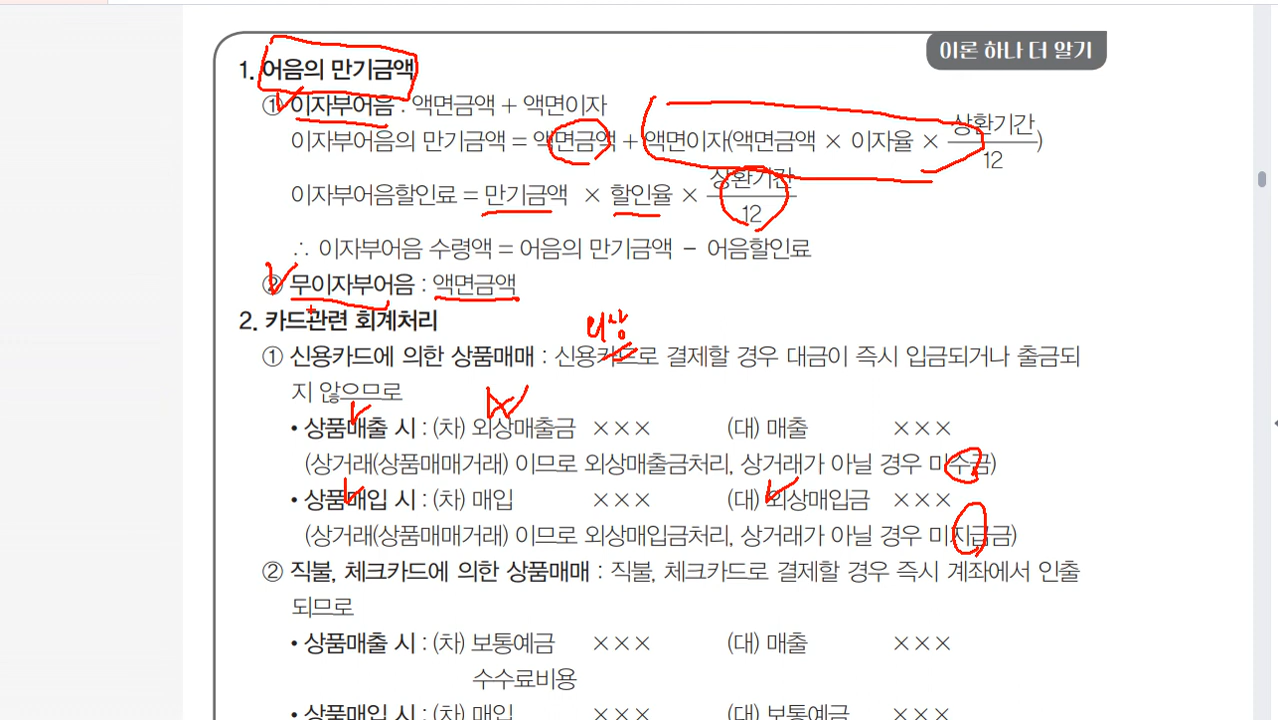 이론 하나 더 알기
1. 어음의 만기금액
① 이자부어음 : 액면금액 + 액면이자
이자부어음의 만기금액 = 액면금액 + 액면이자(액면금액 × 이자율 × 상환기간/12)
이자부어음할인료 = 만기금액 × 할인율 × 상환기간/12
∴ 이자부어음 수령액 = 어음의 만기금액 − 어음할인료
② 무이자부어음 : 액면금액
2. 카드관련 회계처리
외상
① 신용카드에 의한 상품매매 : 신용카드로 결제할 경우 대금이 즉시 입금되거나 출금되
지 않으므로
• 상품매출 시 : (차) 외상매출금 ××× (대) 매출 ×××
(상거래(상품매매거래) 이므로 외상매출금처리, 상거래가 아닐 경우 미수금)
• 상품매입 시 : (차) 매입 ××× (대) 외상매입금 ×××
(상거래(상품매매거래) 이므로 외상매입금처리, 상거래가 아닐 경우 미지급금)
② 직불, 체크카드에 의한 상품매매 : 직불, 체크카드로 결제할 경우 즉시 계좌에서 인출
되므로
• 상품매출 시 : (차) 보통예금 ××× (대) 매출 ×××
수수료비용
• 상품매입 시 : (차) 매입 ××× (대) 보통예금 ×××